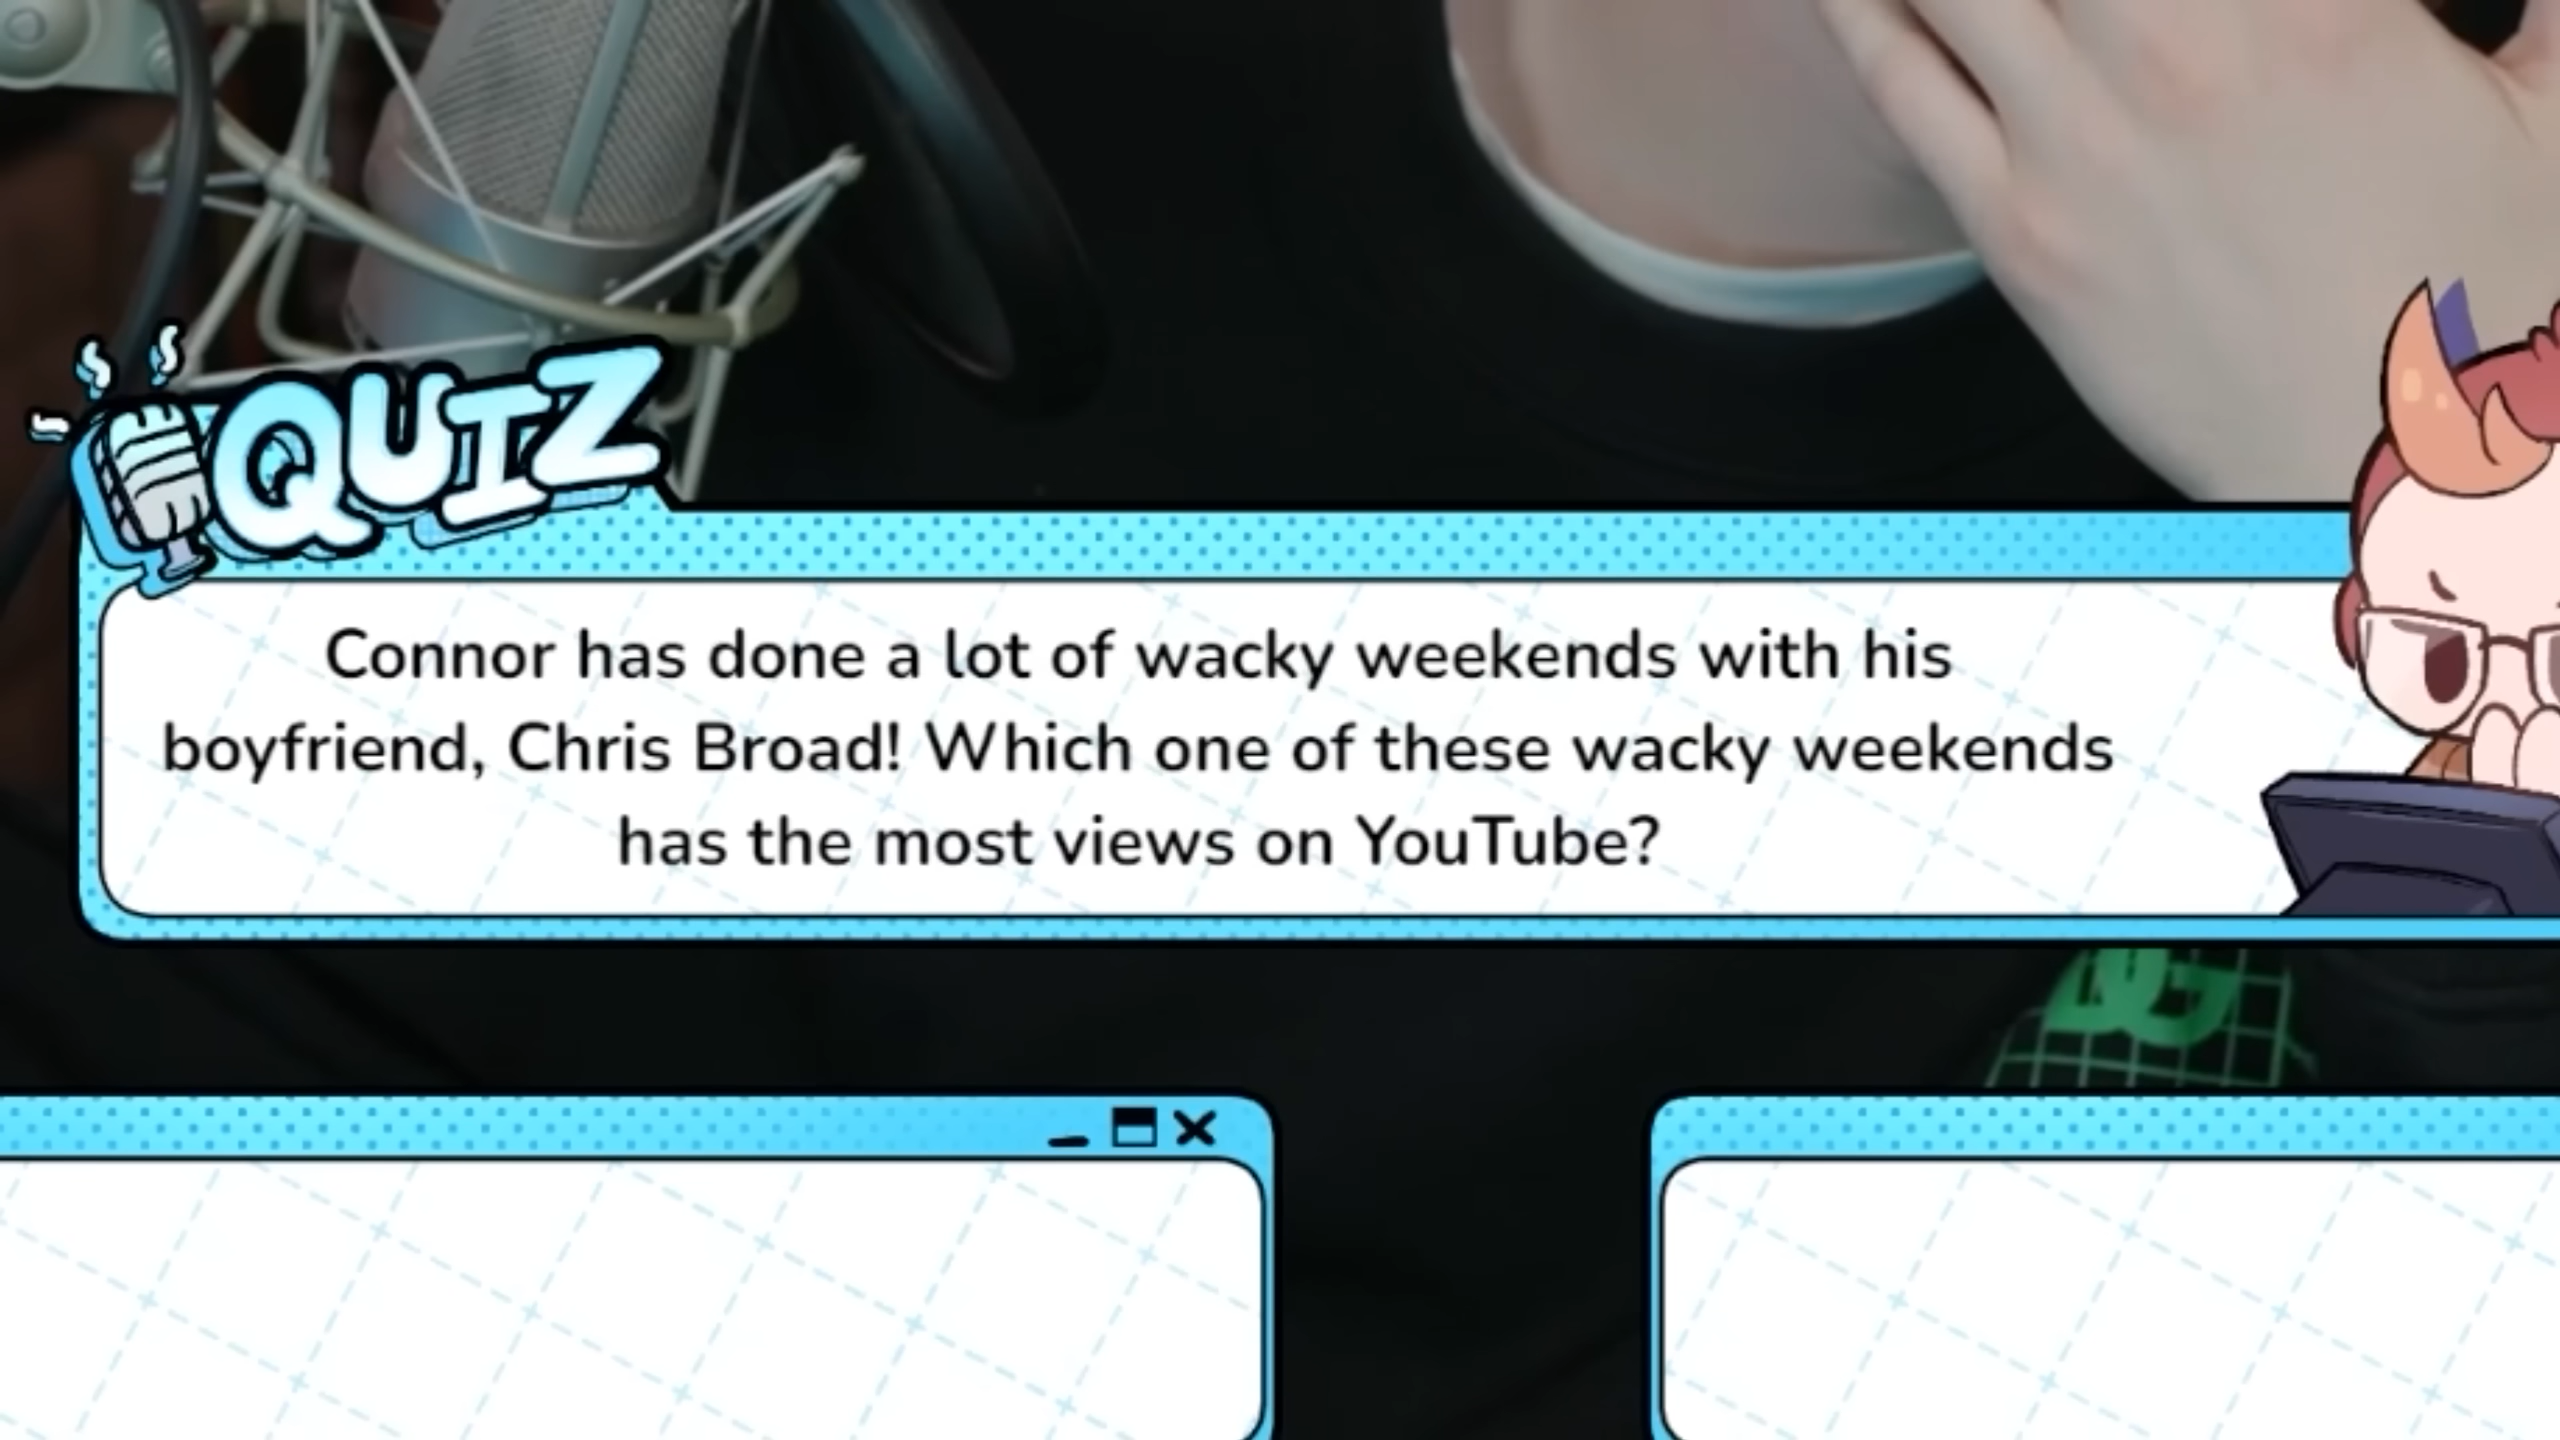 QUIZ
Connor has done a lot of wacky weekends with his
boyfriend, Chris Broad! Which one of these wacky weekends
has the most views on YouTube?